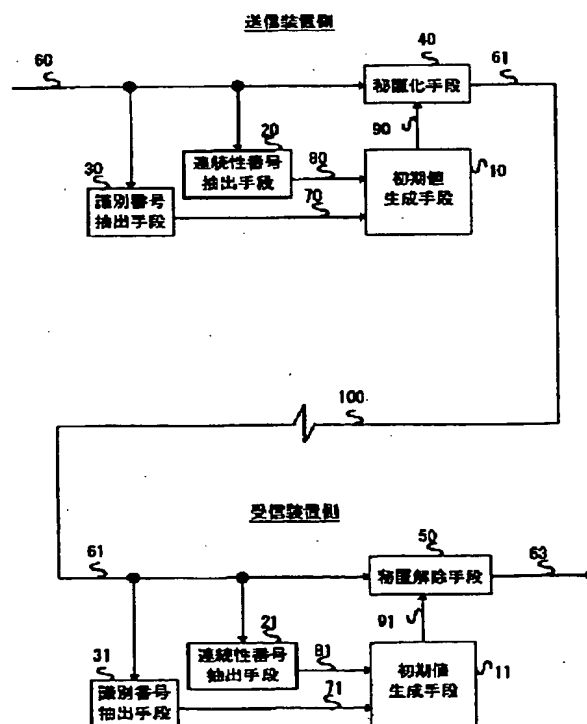 送信装置側
60
40
61
秘匿化手段
90
20
連続性番号
抽出手段
80
30
識別番号
抽出手段
70
初期値
生成手段
10
100
受信装置側
61
50
63
秘匿解除手段
91
21
連続性番号
抽出手段
81
31
識別番号
抽出手段
71
初期値
生成手段
11